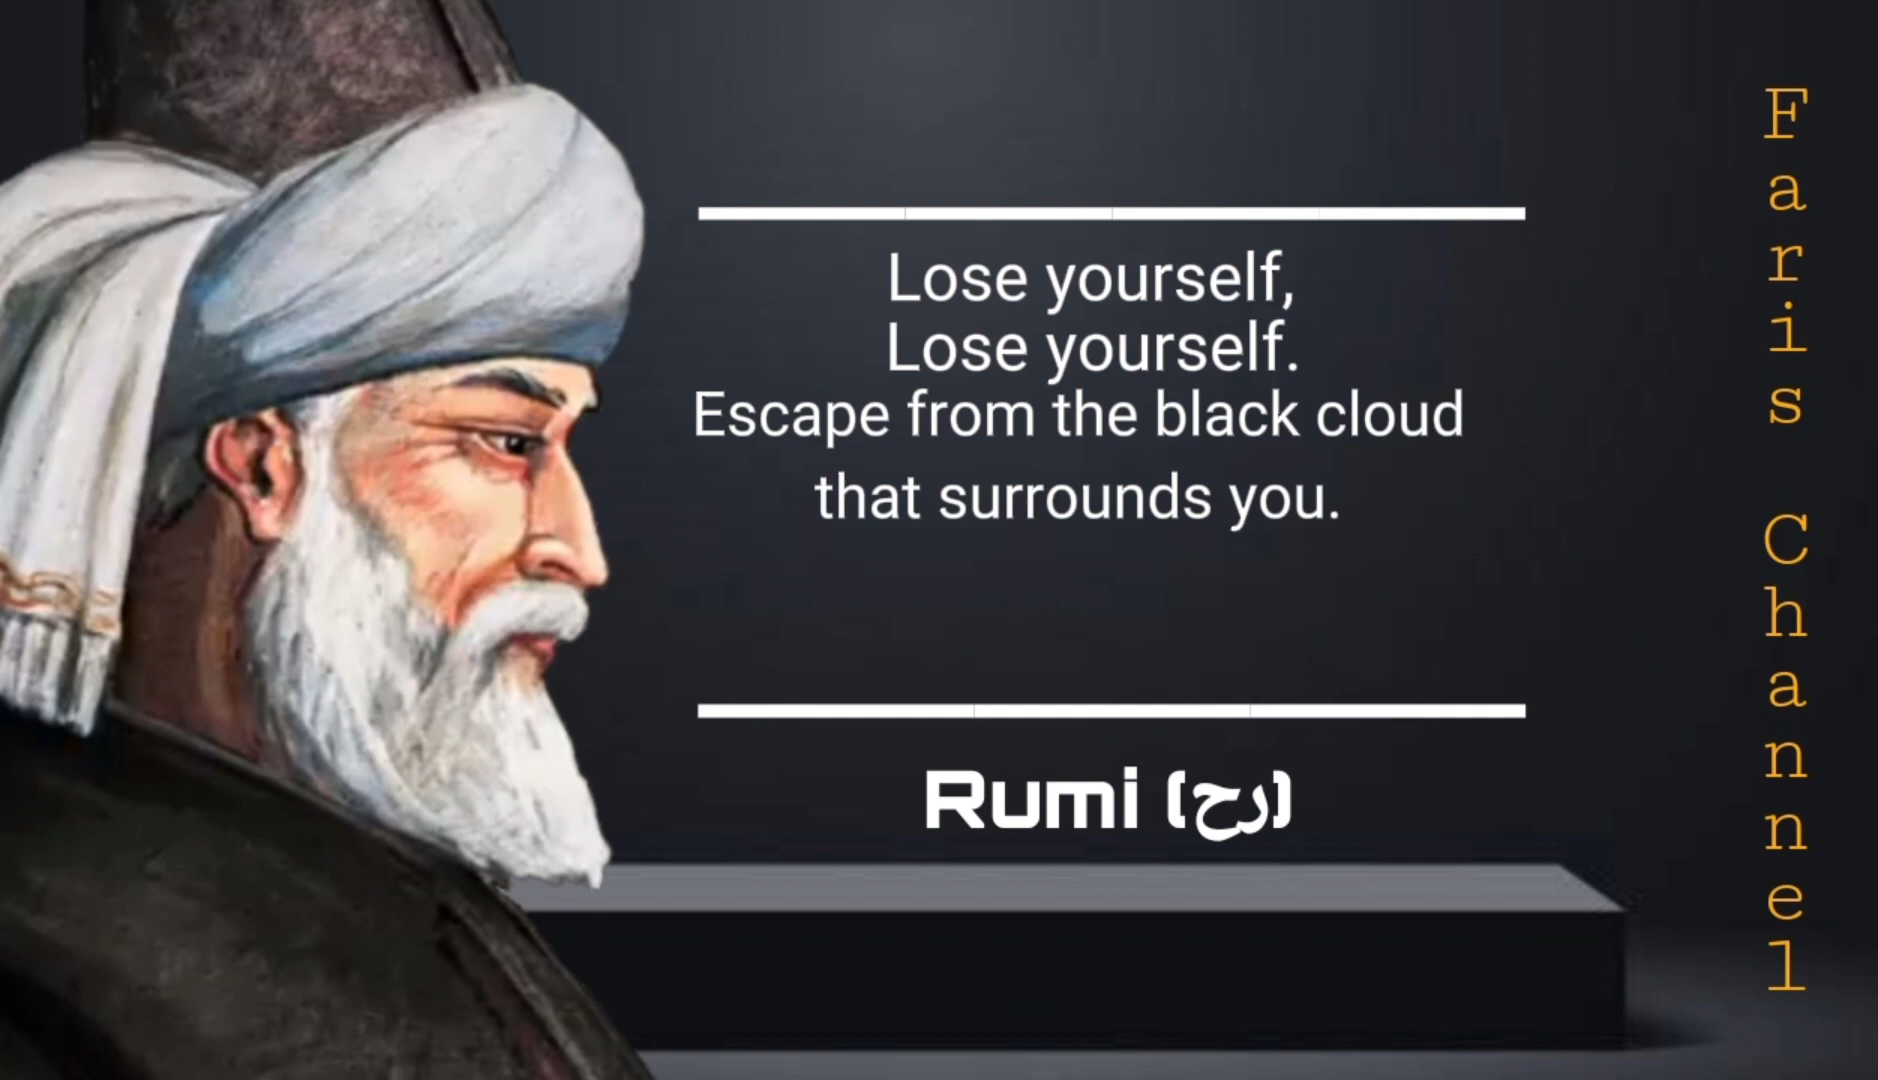 Lose yourself,
Lose yourself.
Escape from the black cloud
that surrounds you.
Rumi (رح)
Faris Channel